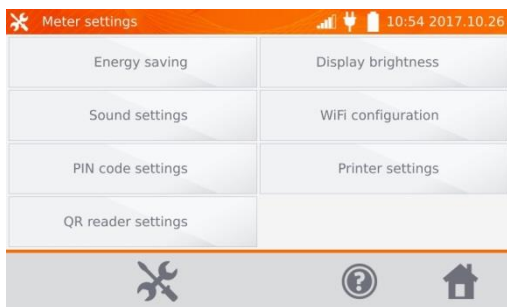 Meter settings 10:54 2017.10.26
Energy saving Display brightness
Sound settings WiFi configuration
PIN code settings Printer settings
QR reader settings
?